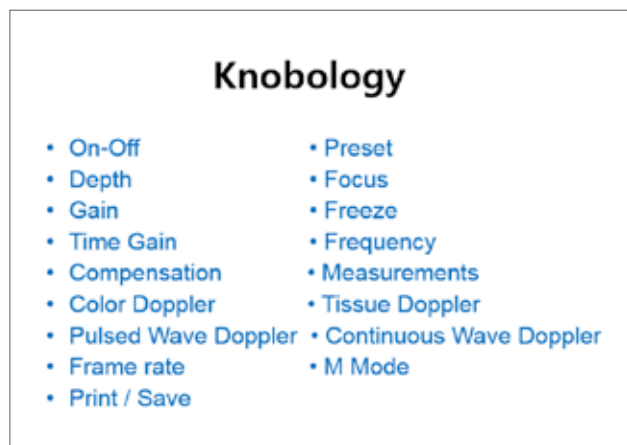 Knobology
• On-Off
• Depth
• Gain
• Time Gain
• Compensation
• Color Doppler
• Pulsed Wave Doppler
• Frame rate
• Print / Save
• Preset
• Focus
• Freeze
• Frequency
• Measurements
• Tissue Doppler
• Continuous Wave Doppler
• M Mode